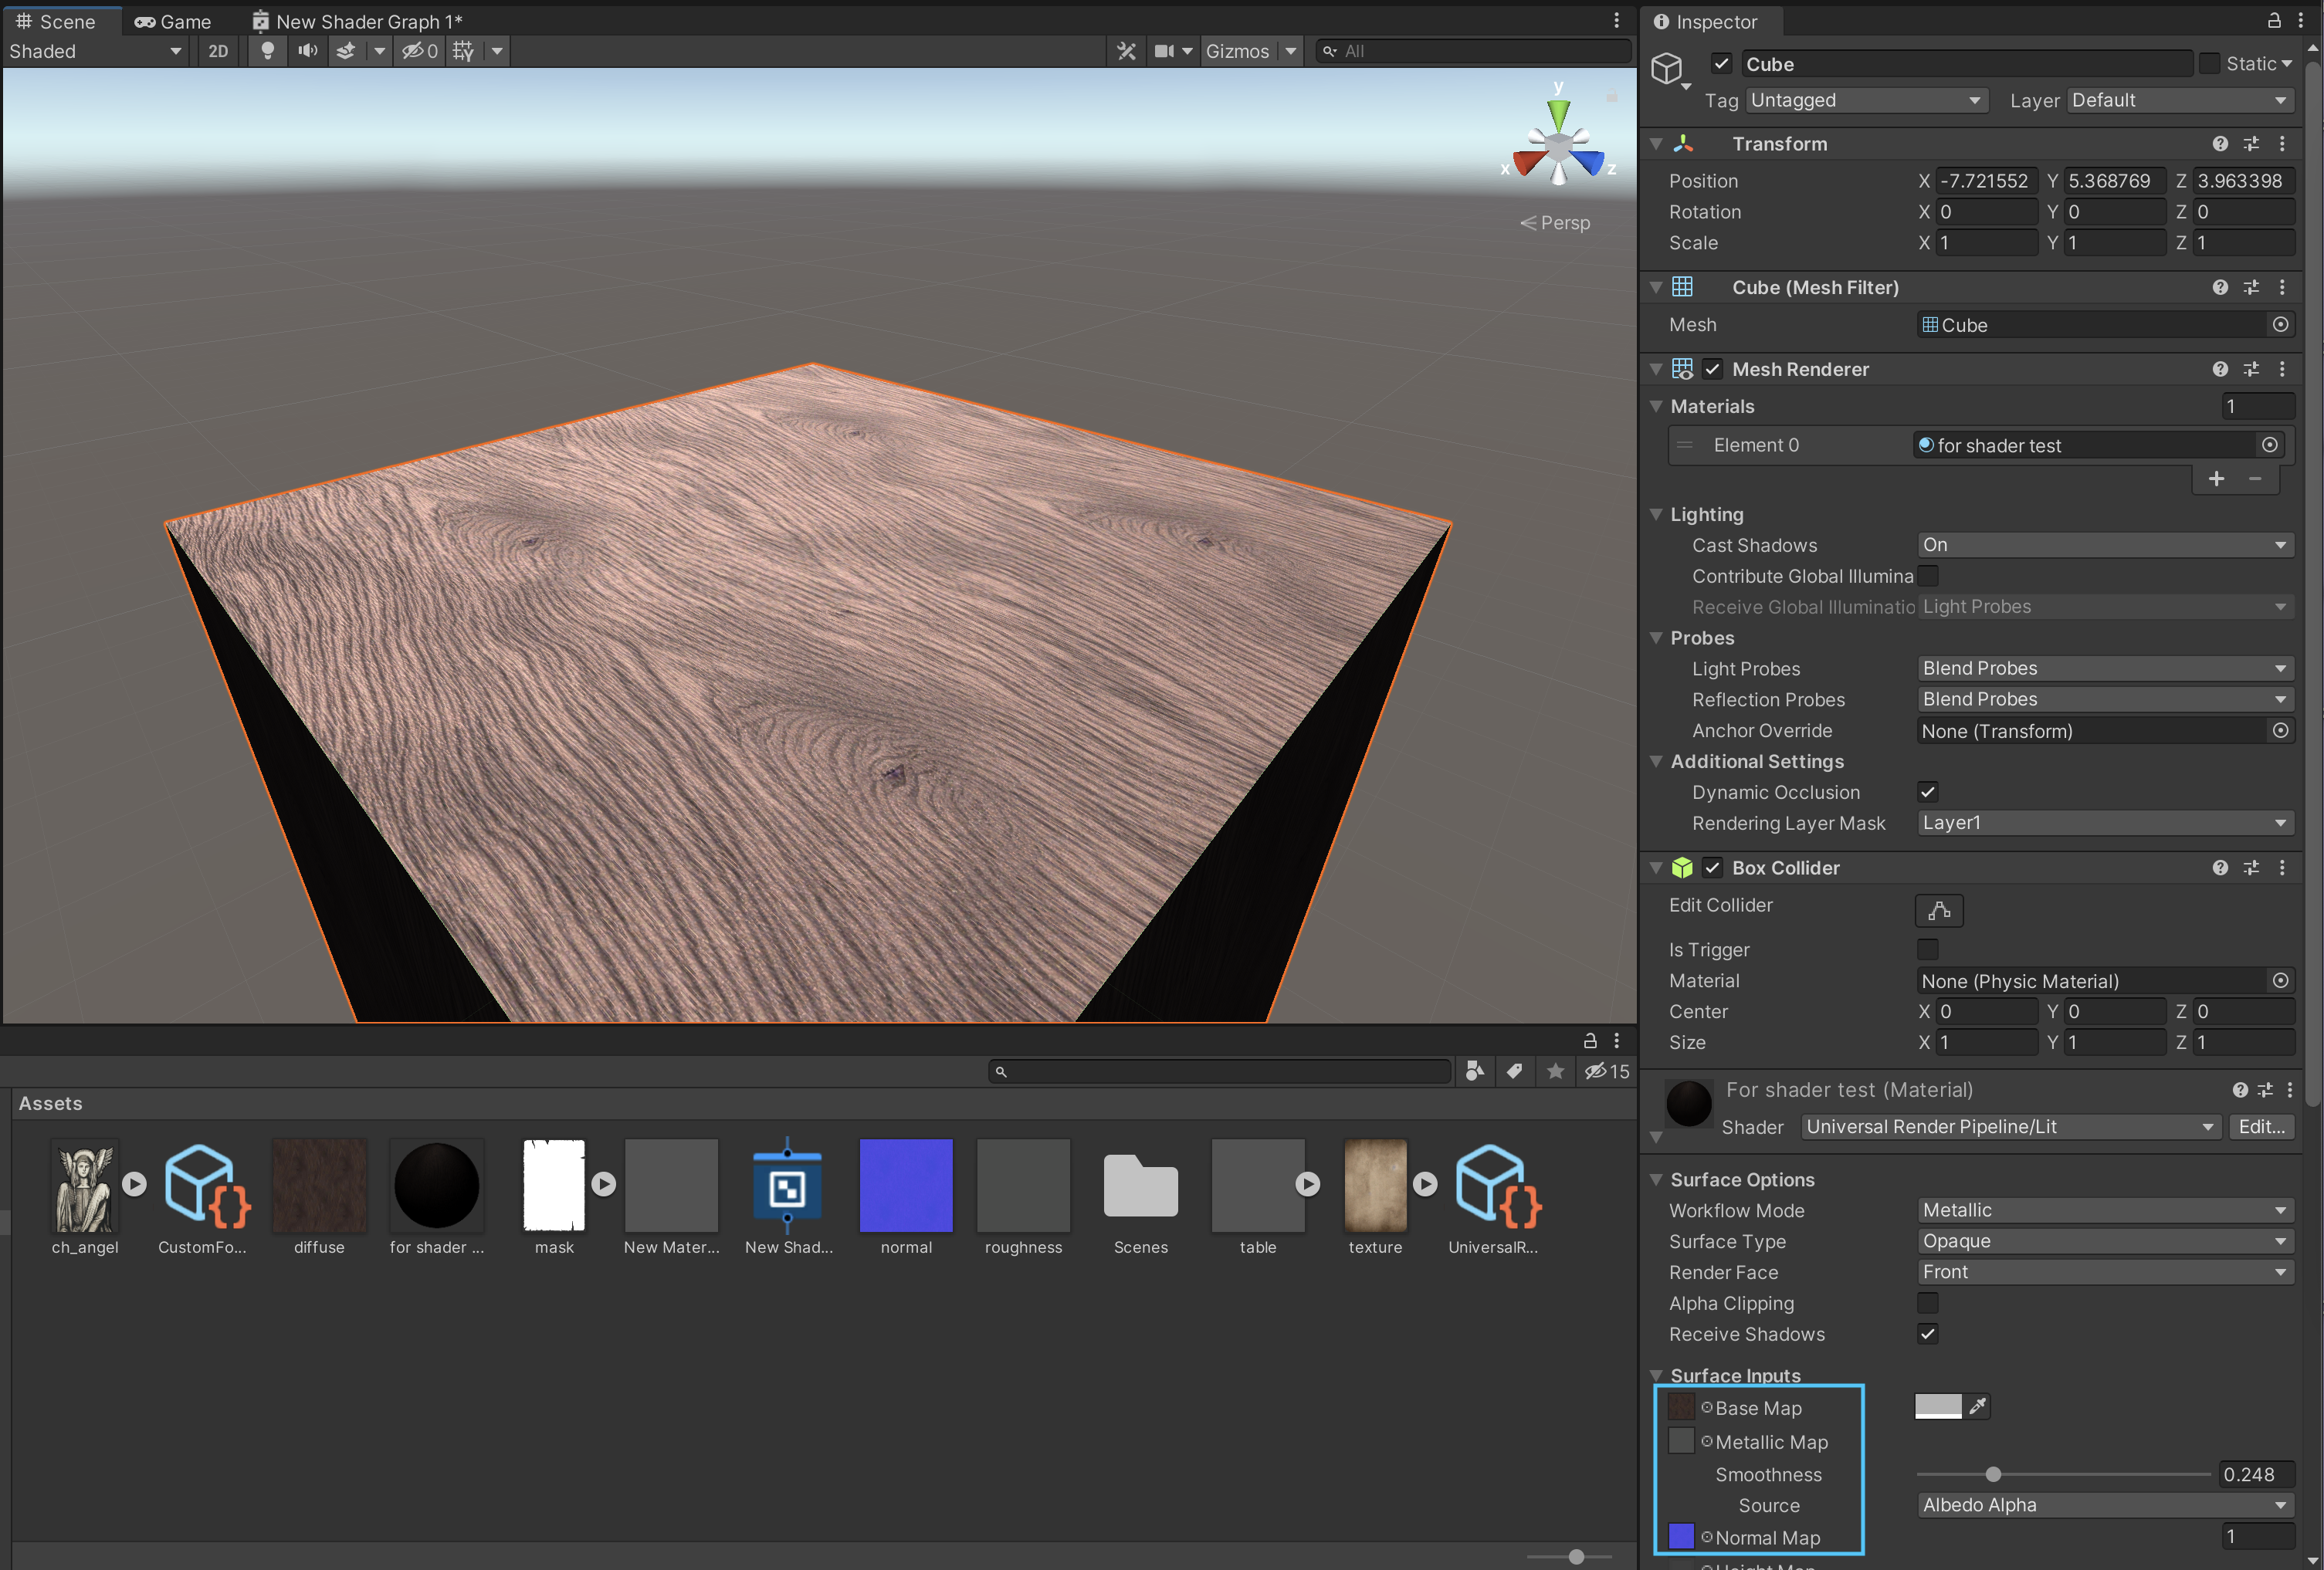 Scene Game New Shader Graph 1*
Shaded 2D 0 Gizmos All
y
x z
Persp
Inspector
Cube Static
Tag Untagged Layer Default
Transform
Position X -7.721552 Y 5.368769 Z 3.963398
Rotation X 0 Y 0 Z 0
Scale X 1 Y 1 Z 1
Cube (Mesh Filter)
Mesh Cube
Mesh Renderer
Materials 1
Element 0 for shader test
+ −
Lighting
Cast Shadows On
Contribute Global Illumina
Receive Global Illuminatio Light Probes
Probes
Light Probes Blend Probes
Reflection Probes Blend Probes
Anchor Override None (Transform)
Additional Settings
Dynamic Occlusion
Rendering Layer Mask Layer1
Box Collider
Edit Collider
Is Trigger
Material None (Physic Material)
Center X 0 Y 0 Z 0
Size X 1 Y 1 Z 1
For shader test (Material)
Shader Universal Render Pipeline/Lit Edit...
Surface Options
Workflow Mode Metallic
Surface Type Opaque
Render Face Front
Alpha Clipping
Receive Shadows
Surface Inputs
Base Map
Metallic Map
Smoothness 0.248
Source Albedo Alpha
Normal Map 1
Height Map
15
Assets
ch_angel CustomFo... diffuse for shader ... mask New Mater... New Shad... normal roughness Scenes table texture UniversalR...